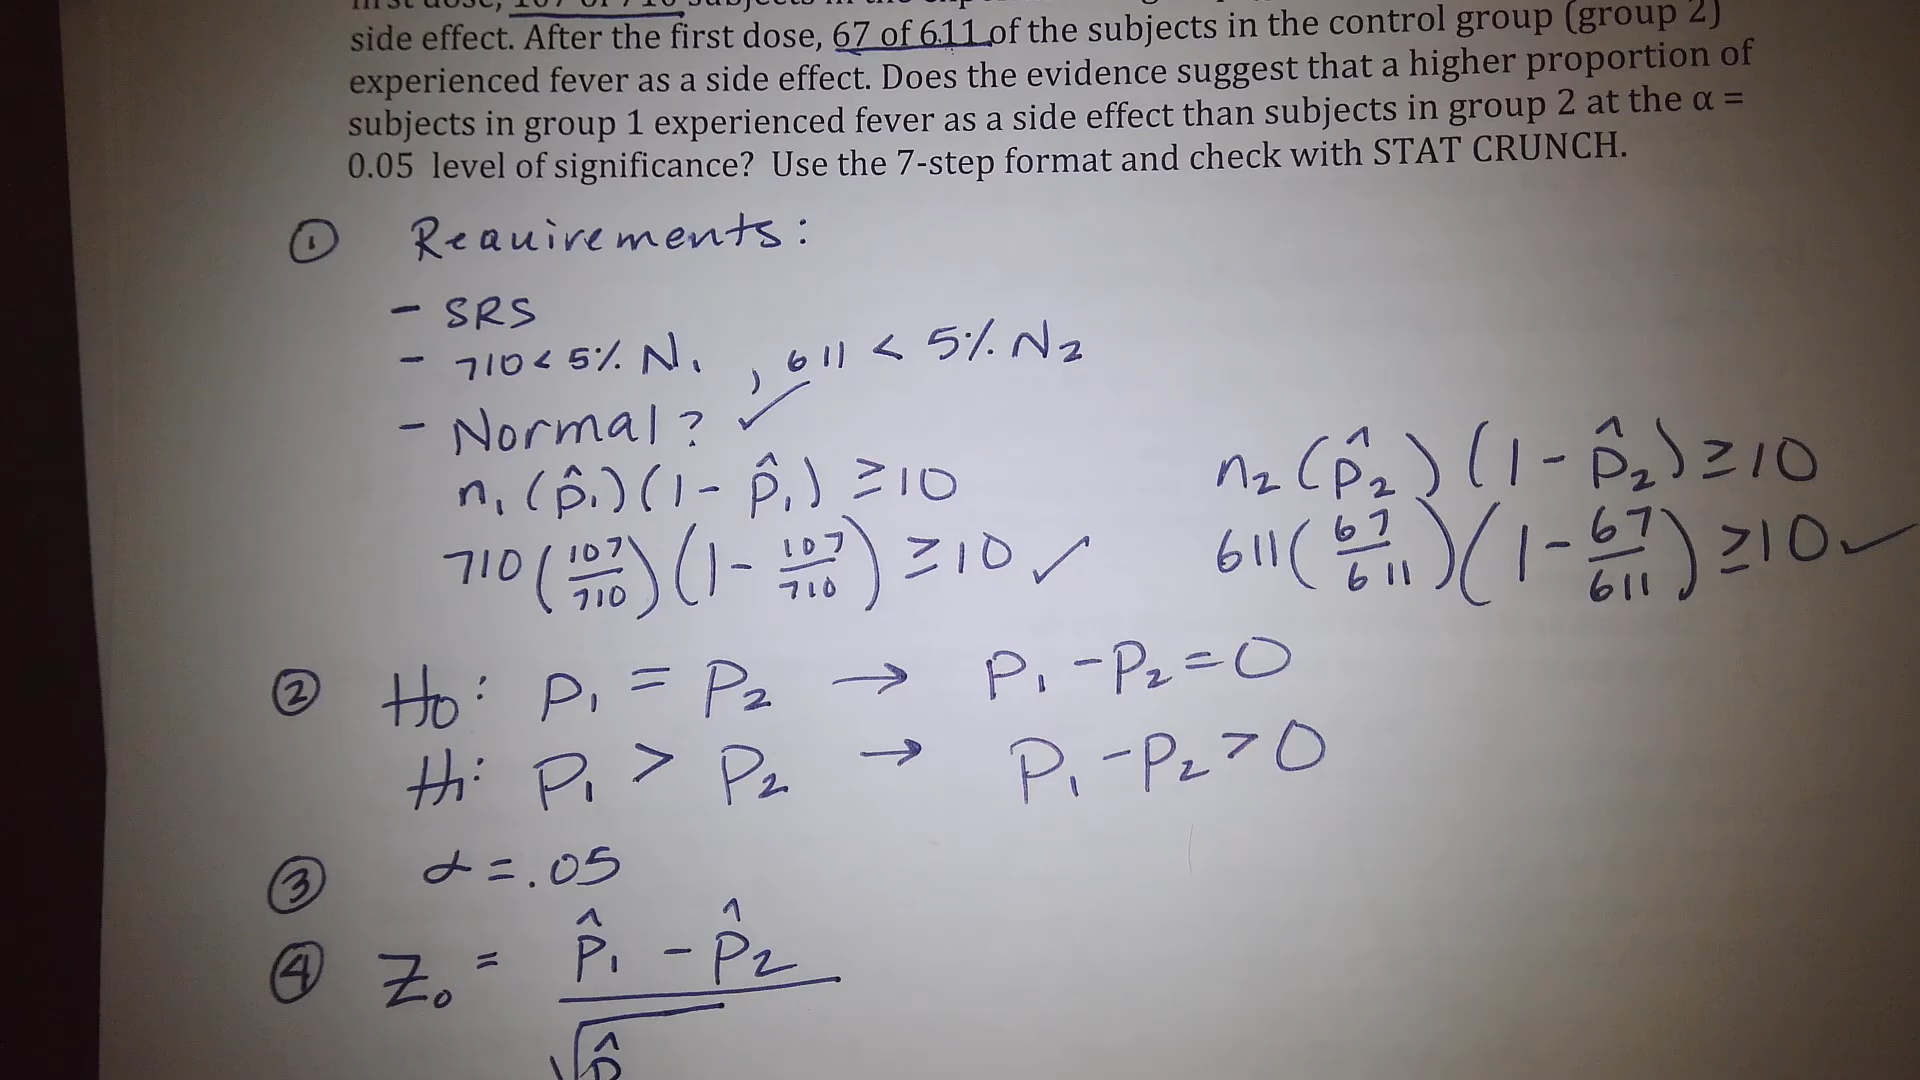 side effect. After the first dose, 67 of 611 of the subjects in the control group (group 2)
experienced fever as a side effect. Does the evidence suggest that a higher proportion of
subjects in group 1 experienced fever as a side effect than subjects in group 2 at the α =
0.05 level of significance? Use the 7-step format and check with STAT CRUNCH.
① Requirements:
- SRS
- 710 < 5% N₁ , 611 < 5% N₂
- Normal? ✓
n₁(p̂₁)(1-p̂₁) ≥10
n₂(p̂₂)(1-p̂₂) ≥10
710(107/710)(1-107/710) ≥10 ✓
611(67/611)(1-67/611) ≥10 ✓
② H₀: p₁ = p₂ → p₁-p₂=0
H₁: p₁ > p₂ → p₁-p₂>0
③ α=.05
④ Z₀ = p̂₁ - p̂₂
√p̂